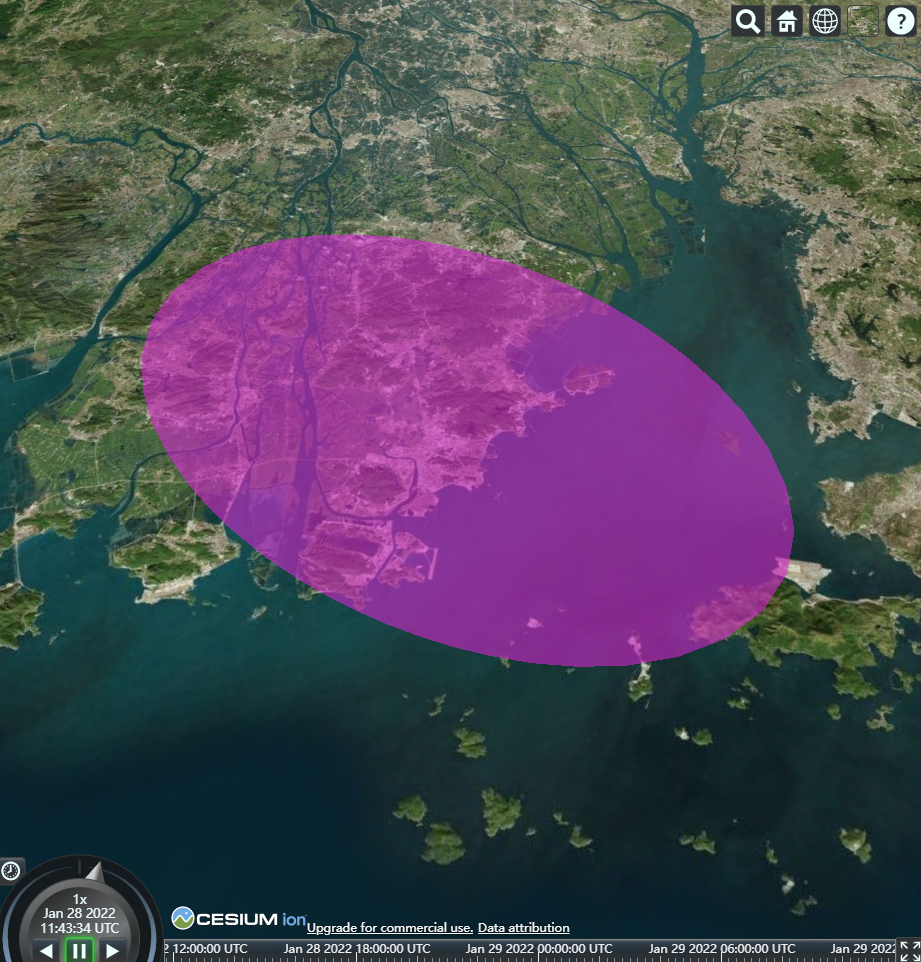 ?
1x
Jan 28 2022
11:43:34 UTC
CESIUM ion
Upgrade for commercial use. Data attribution
2 12:00:00 UTC
Jan 28 2022 18:00:00 UTC
Jan 29 2022 00:00:00 UTC
Jan 29 2022 06:00:00 UTC
Jan 29 2022